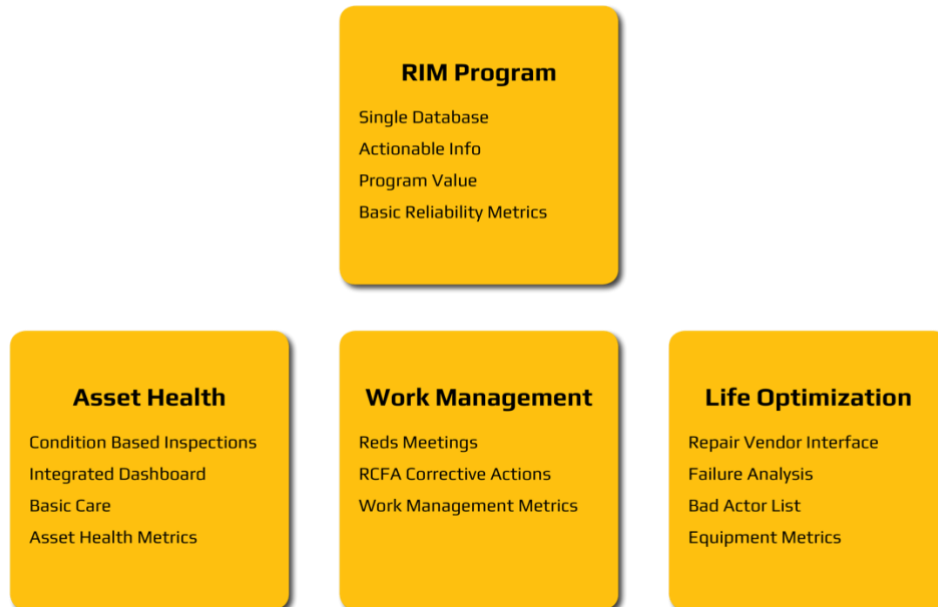 RIM Program
Single Database
Actionable Info
Program Value
Basic Reliability Metrics
Asset Health
Condition Based Inspections
Integrated Dashboard
Basic Care
Asset Health Metrics
Work Management
Reds Meetings
RCFA Corrective Actions
Work Management Metrics
Life Optimization
Repair Vendor Interface
Failure Analysis
Bad Actor List
Equipment Metrics